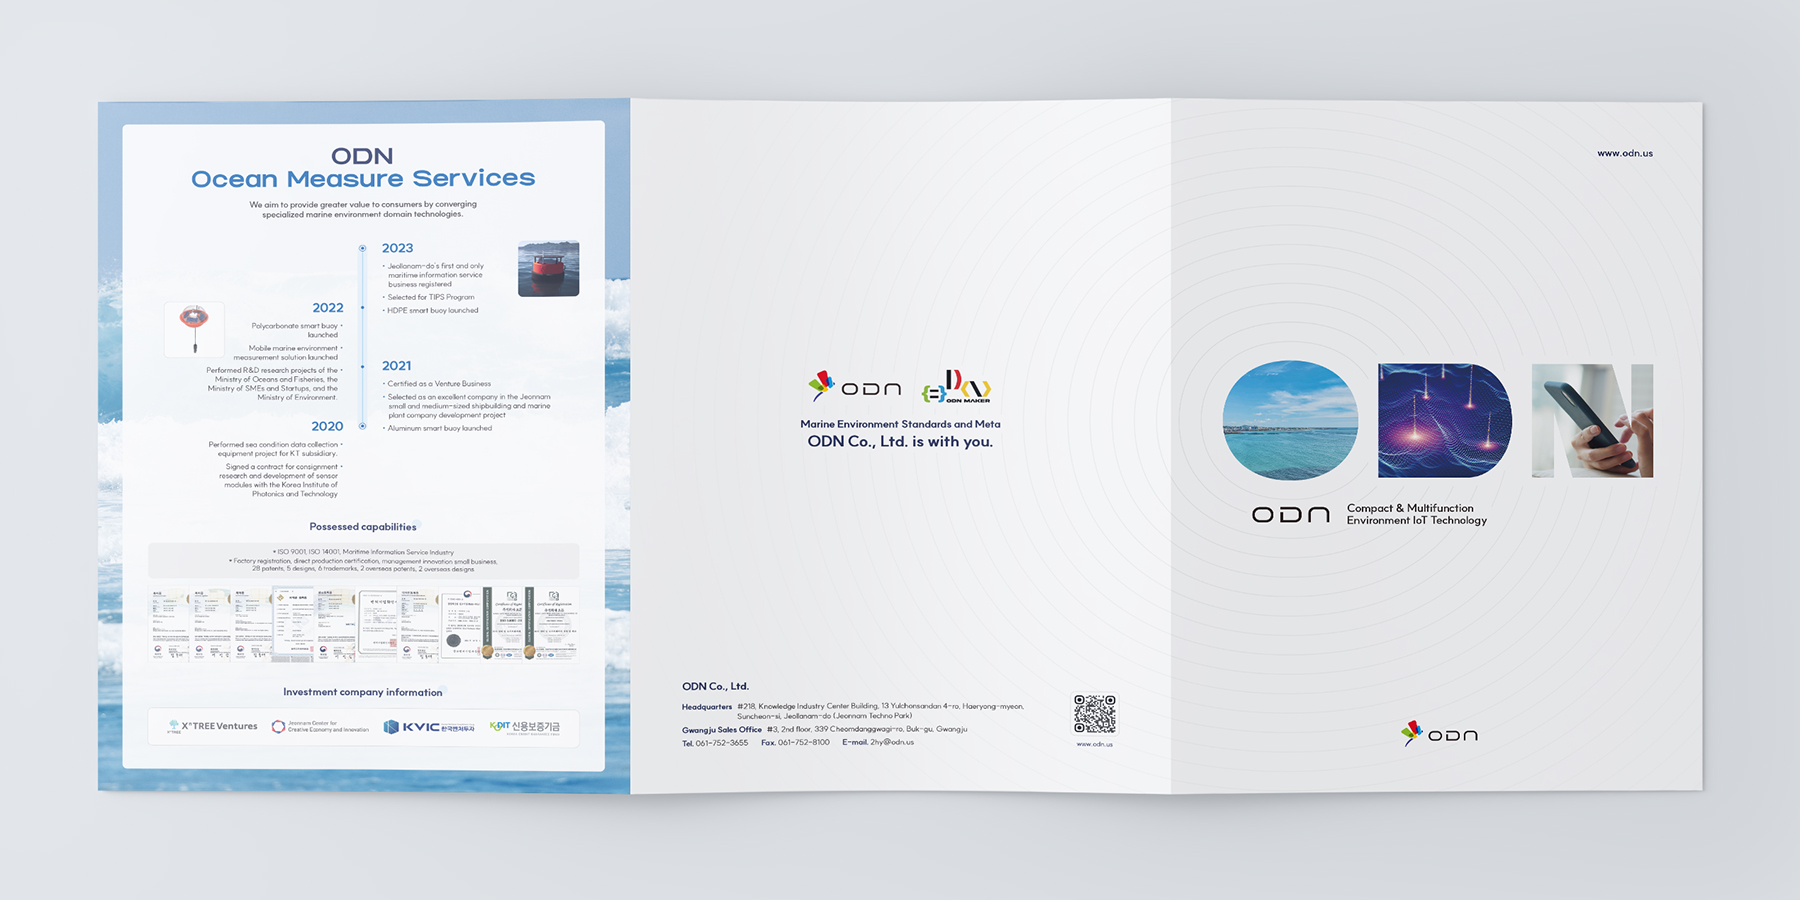 ODN
Ocean Measure Services
We aim to provide greater value to consumers by converging
specialized marine environment domain technologies.
2023
• Jeollanam-do's first and only
maritime information service
business registered
• Selected for TIPS Program
• HDPE smart buoy launched
2022
Polycarbonate smart buoy •
launched
Mobile marine environment •
measurement solution launched
Performed R&D research projects of the •
Ministry of Oceans and Fisheries, the
Ministry of SMEs and Startups, and the
Ministry of Environment.
2021
• Certified as a Venture Business
• Selected as an excellent company in the Jeonnam
small and medium-sized shipbuilding and marine
plant company development project
• Aluminum smart buoy launched
2020
Performed sea condition data collection •
equipment project for KT subsidiary.
Signed a contract for consignment •
research and development of sensor
modules with the Korea Institute of
Photonics and Technology
Possessed capabilities
• ISO 9001, ISO 14001, Maritime Information Service Industry
• Factory registration, direct production certification, management innovation small business,
28 patents, 5 designs, 6 trademarks, 2 overseas patents, 2 overseas designs
Investment company information
X*TREE Ventures
Jeonnam Center for
Creative Economy and Innovation
KVIC 한국벤처투자
KODIT 신용보증기금
ODN
ODN MAKER
Marine Environment Standards and Meta
ODN Co., Ltd. is with you.
ODN Co., Ltd.
Headquarters #218, Knowledge Industry Center Building, 13 Yulchonsandan 4-ro, Haeryong-myeon,
Suncheon-si, Jeollanam-do (Jeonnam Techno Park)
Gwangju Sales Office #3, 2nd floor, 339 Cheomdanggwagi-ro, Buk-gu, Gwangju
Tel. 061-752-3655 Fax. 061-752-8100 E-mail. 2hy@odn.us
www.odn.us
www.odn.us
ODN
ODN
Compact & Multifunction
Environment IoT Technology
ODN